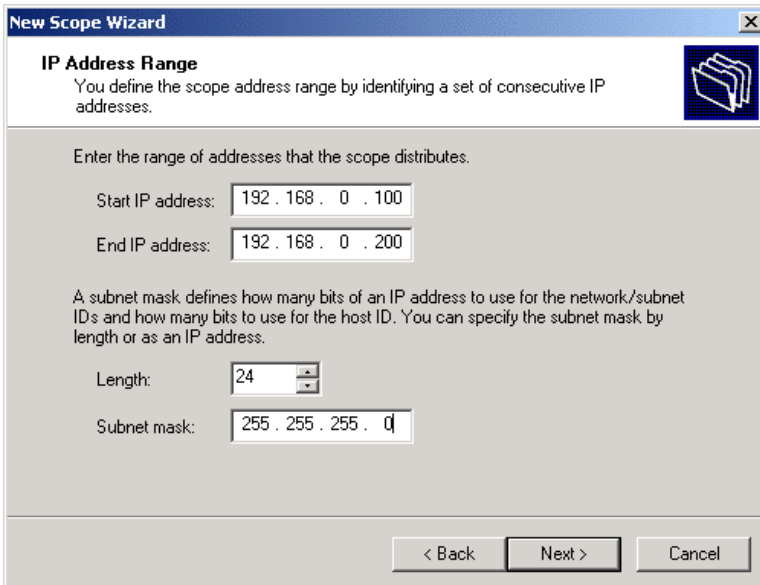 New Scope Wizard
IP Address Range
You define the scope address range by identifying a set of consecutive IP
addresses.
Enter the range of addresses that the scope distributes.
Start IP address: 192 . 168 . 0 . 100
End IP address: 192 . 168 . 0 . 200
A subnet mask defines how many bits of an IP address to use for the network/subnet
IDs and how many bits to use for the host ID. You can specify the subnet mask by
length or as an IP address.
Length: 24
Subnet mask: 255 . 255 . 255 . 0
< Back Next > Cancel